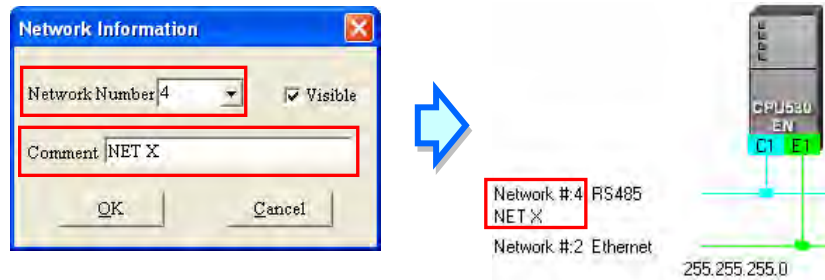 Network Information
Network Number 4
Visible
Comment NET X
OK
Cancel
CPU530
EN
C1 E1
Network #:4 RS485
NET X
Network #:2 Ethernet
255.255.255.0